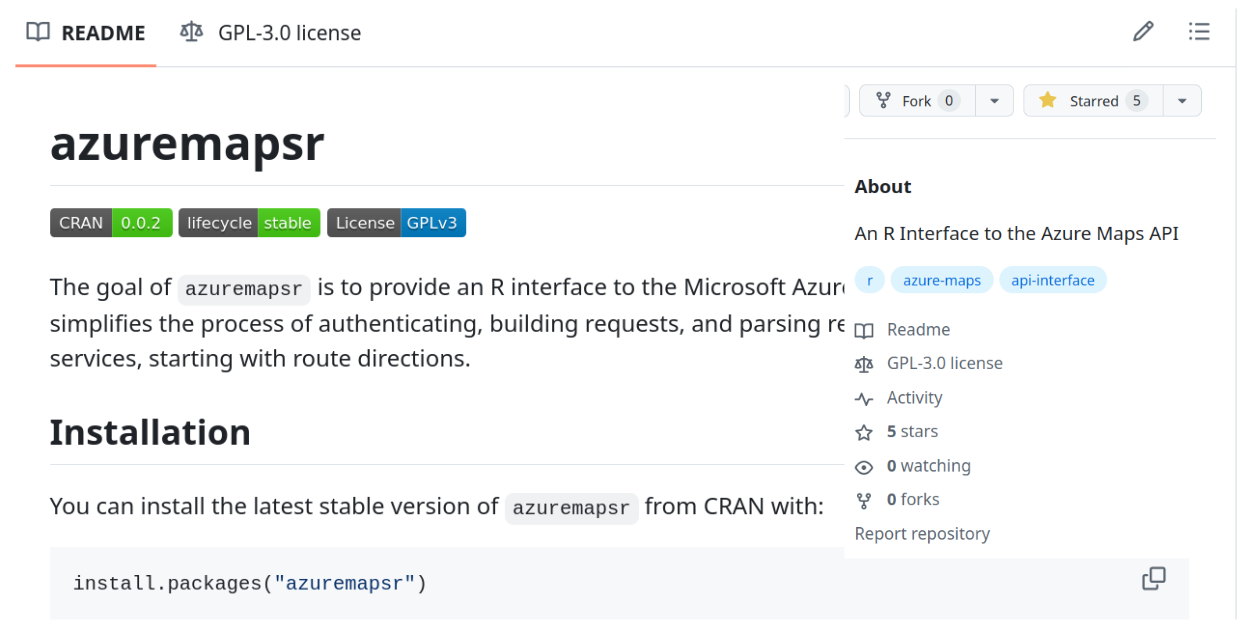 README
GPL-3.0 license
Fork 0
Starred 5
azuremapsr
CRAN 0.0.2
lifecycle stable
License GPLv3
The goal of azuremapsr is to provide an R interface to the Microsoft
simplifies the process of authenticating, building requests, and parsing
services, starting with route directions.
Installation
You can install the latest stable version of azuremapsr from CRAN with:
install.packages("azuremapsr")
About
An R Interface to the Azure Maps API
r
azure-maps
api-interface
Readme
GPL-3.0 license
Activity
5 stars
0 watching
0 forks
Report repository